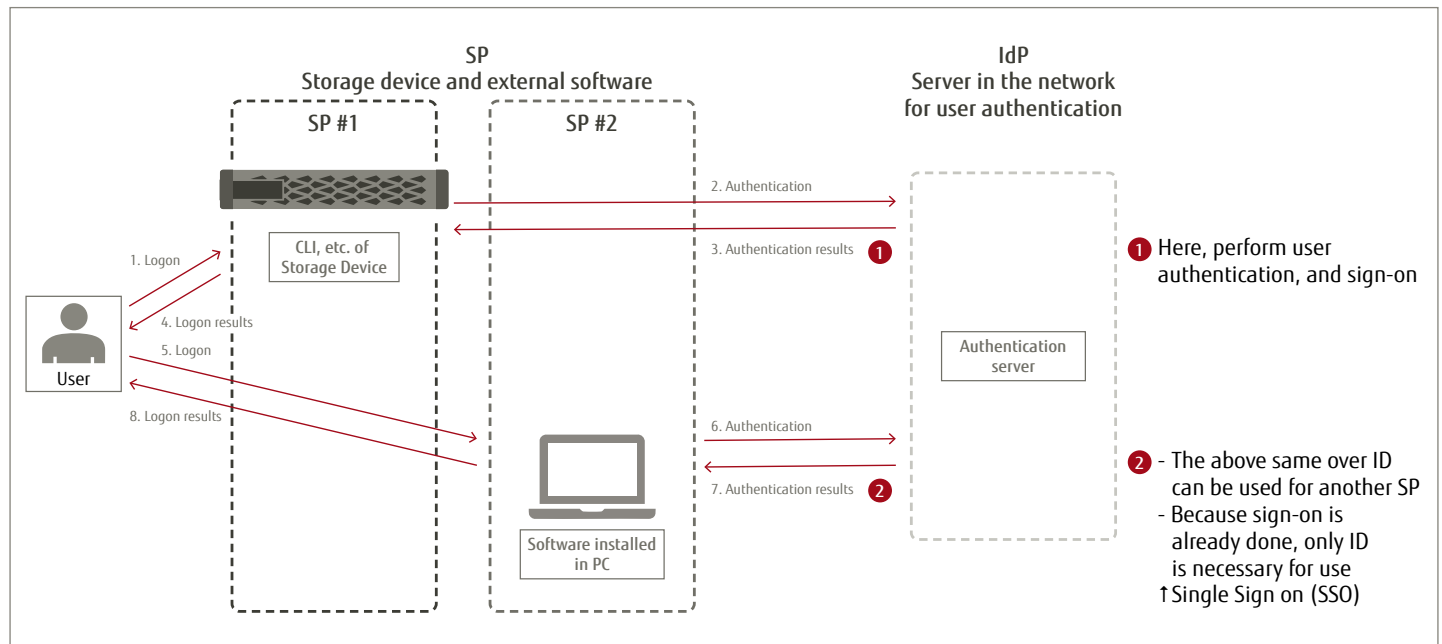 SP
Storage device and external software
IdP
Server in the network
for user authentication
SP #1
SP #2
2. Authentication
3. Authentication results
1
CLI, etc. of
Storage Device
1. Logon
4. Logon results
5. Logon
8. Logon results
User
Authentication
server
6. Authentication
7. Authentication results
2
Software installed
in PC
1 Here, perform user
authentication, and sign-on
2 - The above same over ID
can be used for another SP
- Because sign-on is
already done, only ID
is necessary for use
↑Single Sign on (SSO)